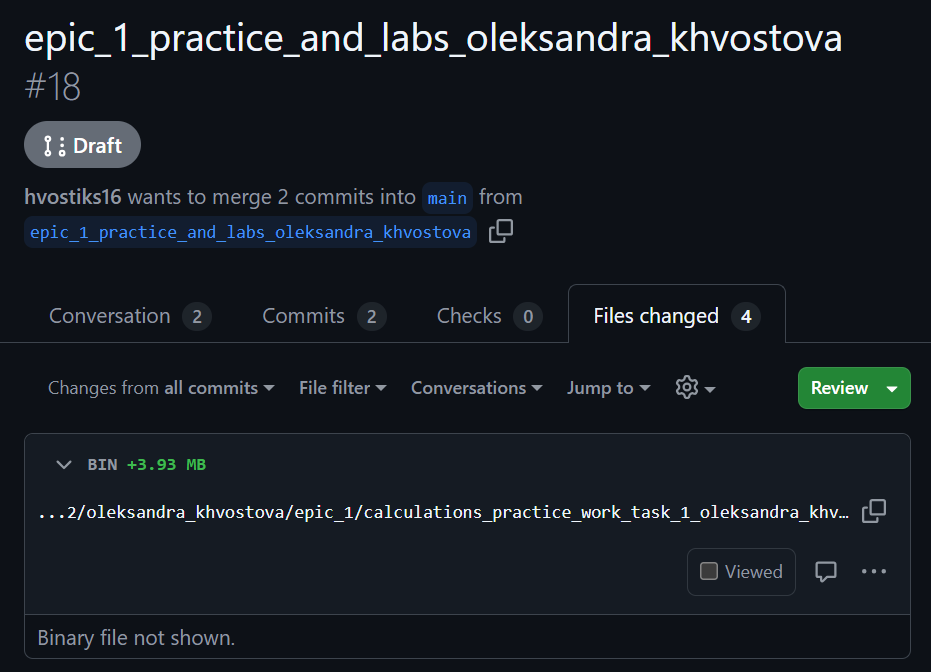 epic_1_practice_and_labs_oleksandra_khvostova
#18
Draft
hvostiks16 wants to merge 2 commits into main from
epic_1_practice_and_labs_oleksandra_khvostova
Conversation 2 Commits 2 Checks 0 Files changed 4
Changes from all commits File filter Conversations Jump to Review
BIN +3.93 MB
...2/oleksandra_khvostova/epic_1/calculations_practice_work_task_1_oleksandra_khv…
Viewed
Binary file not shown.